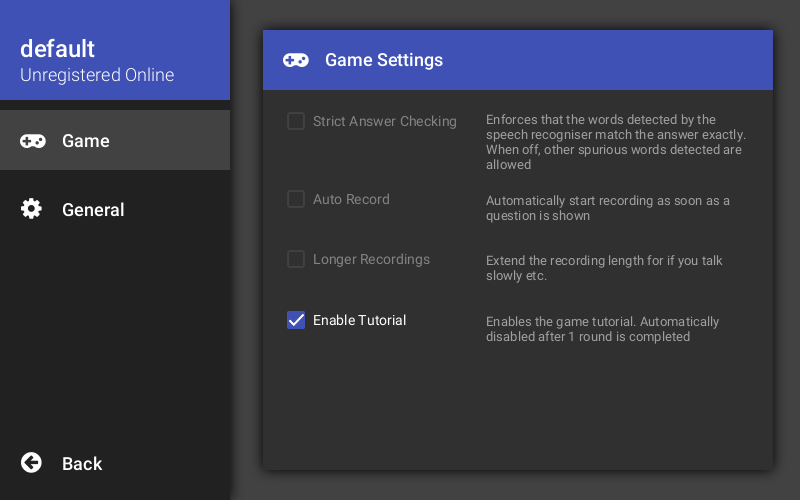 default
Unregistered Online
Game
General
Back
Game Settings
Strict Answer Checking
Enforces that the words detected by the
speech recogniser match the answer exactly.
When off, other spurious words detected are
allowed
Auto Record
Automatically start recording as soon as a
question is shown
Longer Recordings
Extend the recording length for if you talk
slowly etc.
Enable Tutorial
Enables the game tutorial. Automatically
disabled after 1 round is completed